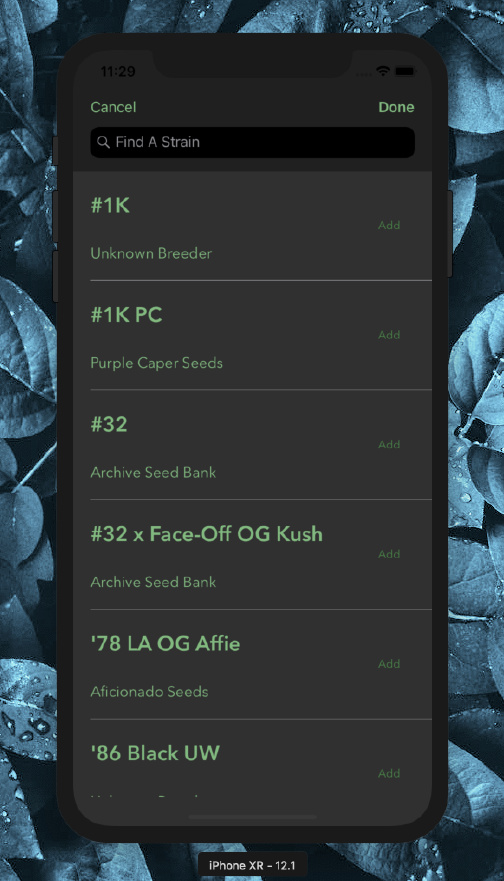 11:29
Cancel Done
Find A Strain
#1K
Add
Unknown Breeder
#1K PC
Add
Purple Caper Seeds
#32
Add
Archive Seed Bank
#32 x Face-Off OG Kush
Add
Archive Seed Bank
'78 LA OG Affie
Add
Aficionado Seeds
'86 Black UW
Add
iPhone XR – 12.1